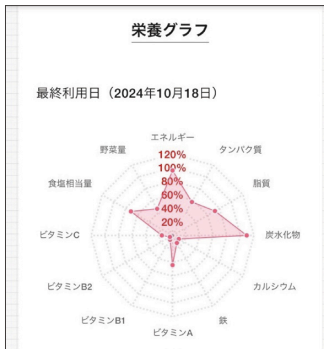 栄養グラフ
最終利用日（2024年10月18日）
エネルギー
野菜量
タンパク質
食塩相当量
脂質
ビタミンC
炭水化物
ビタミンB2
カルシウム
ビタミンB1
鉄
ビタミンA
120%
100%
80%
60%
40%
20%